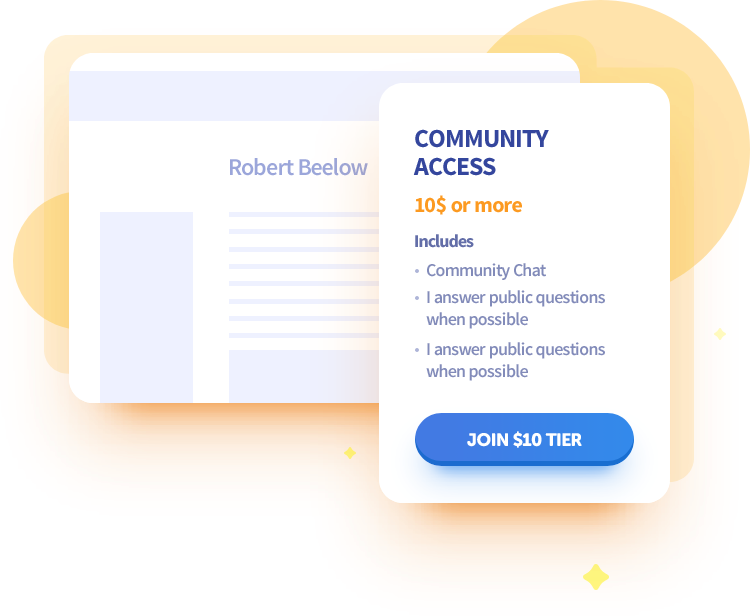 Robert Beelow
COMMUNITY
ACCESS
10$ or more
Includes
• Community Chat
• I answer public questions
when possible
• I answer public questions
when possible
JOIN $10 TIER